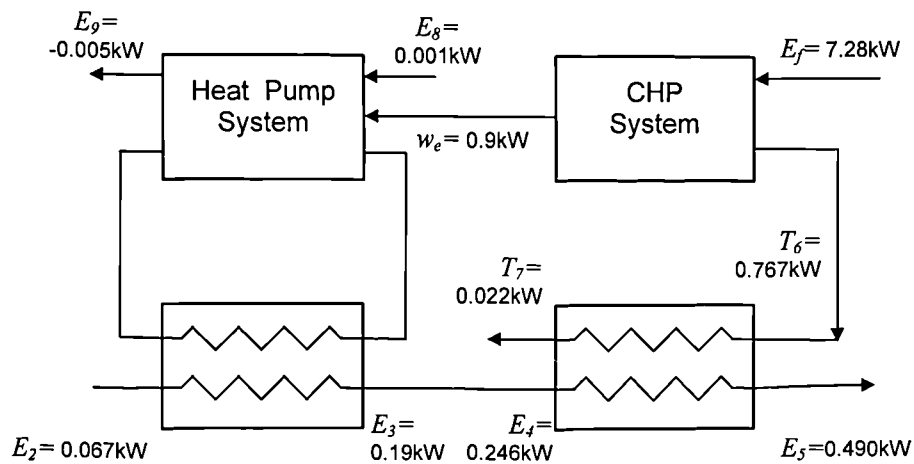 E9=
-0.005kW
E8=
0.001kW
Ef = 7.28kW
Heat Pump
System
CHP
System
we = 0.9kW
T6=
0.767kW
T7=
0.022kW
E2= 0.067kW
E3=
0.19kW
E4=
0.246kW
E5= 0.490kW